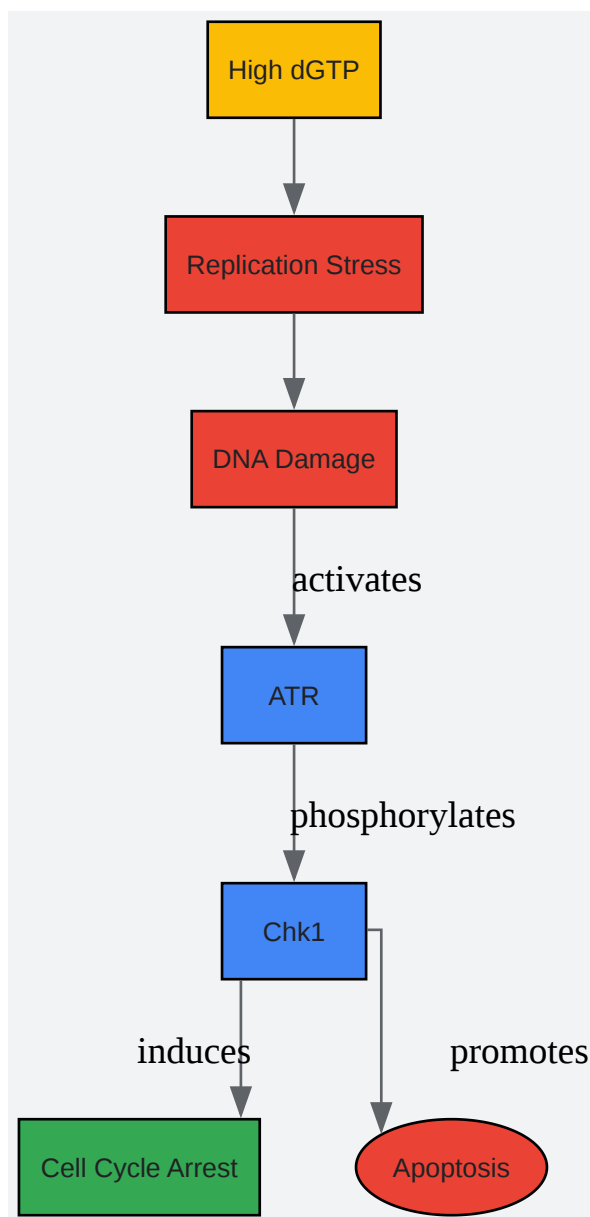 High dGTP
Replication Stress
DNA Damage
activates
ATR
phosphorylates
Chk1
induces
promotes
Cell Cycle Arrest
Apoptosis